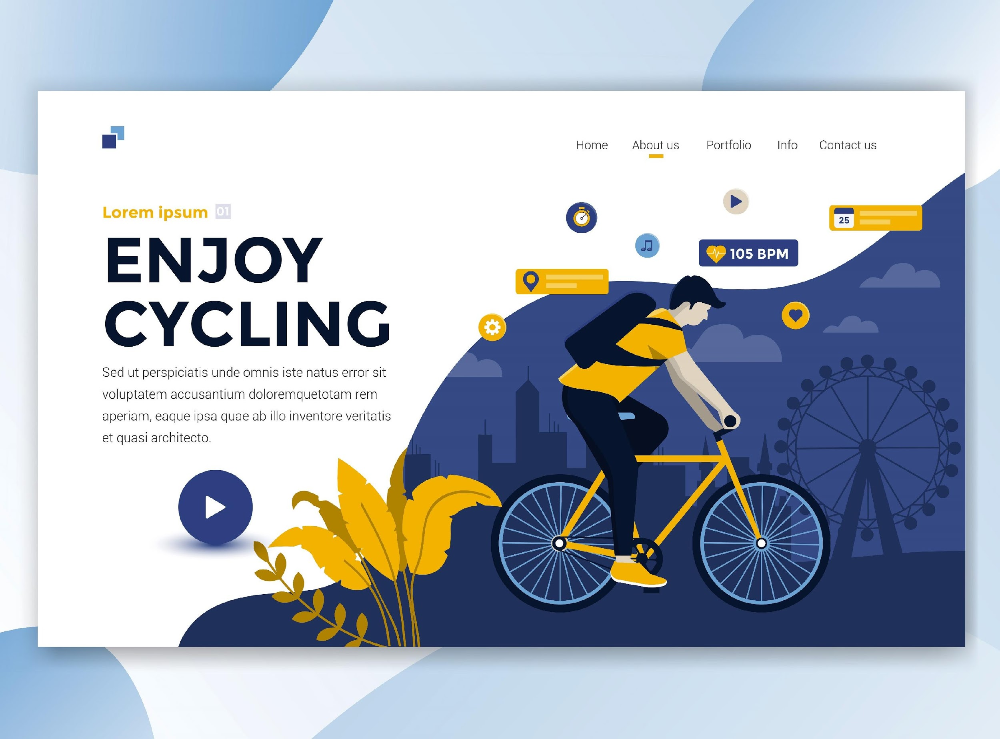 Home About us Portfolio Info Contact us
Lorem ipsum 01
ENJOY
CYCLING
Sed ut perspiciatis unde omnis iste natus error sit
voluptatem accusantium doloremquetotam rem
aperiam, eaque ipsa quae ab illo inventore veritatis
et quasi architecto.
25
105 BPM